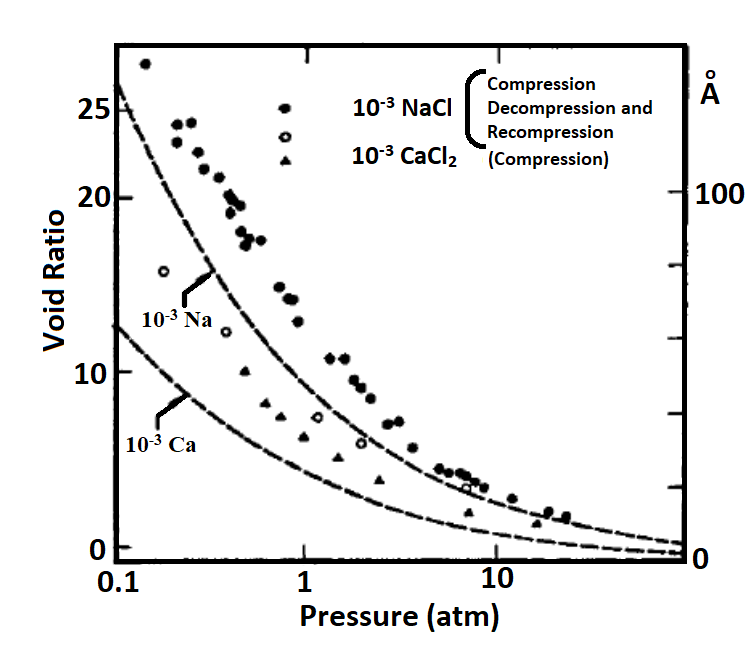 25
20
10
0
Void Ratio
0.1
1
10
Pressure (atm)
Å
100
0
10⁻³ NaCl
Compression
Decompression and
Recompression
10⁻³ CaCl₂
(Compression)
10⁻³ Na
10⁻³ Ca